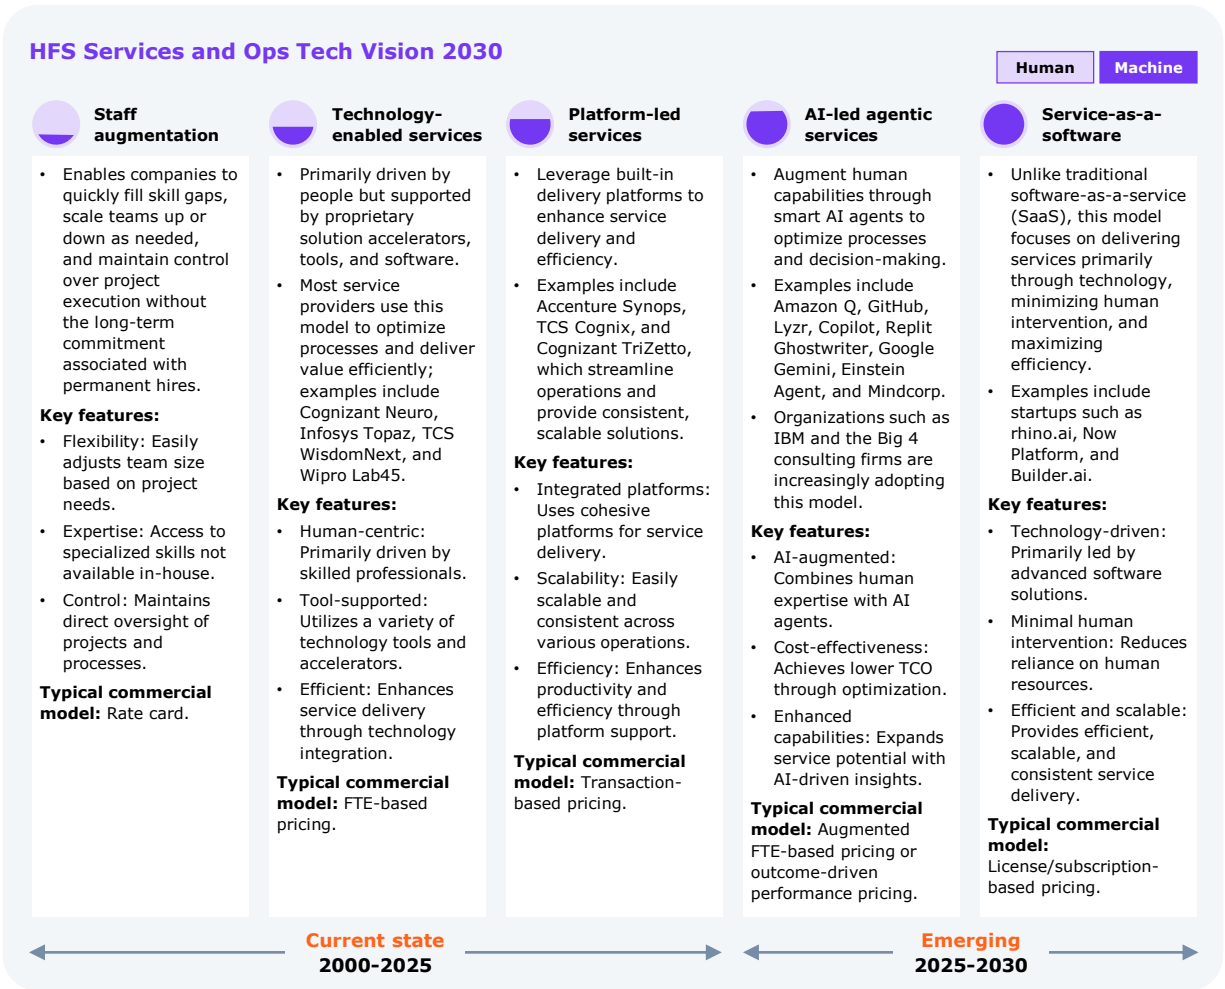 HFS Services and Ops Tech Vision 2030
Human
Machine
Staff
augmentation
• Enables companies to
quickly fill skill gaps,
scale teams up or
down as needed,
and maintain control
over project
execution without
the long-term
commitment
associated with
permanent hires.
Key features:
• Flexibility: Easily
adjusts team size
based on project
needs.
• Expertise: Access to
specialized skills not
available in-house.
• Control: Maintains
direct oversight of
projects and
processes.
Typical commercial
model: Rate card.
Technology-
enabled services
• Primarily driven by
people but supported
by proprietary
solution accelerators,
tools, and software.
• Most service
providers use this
model to optimize
processes and deliver
value efficiently;
examples include
Cognizant Neuro,
Infosys Topaz, TCS
WisdomNext, and
Wipro Lab45.
Key features:
• Human-centric:
Primarily driven by
skilled professionals.
• Tool-supported:
Utilizes a variety of
technology tools and
accelerators.
• Efficient: Enhances
service delivery
through technology
integration.
Typical commercial
model: FTE-based
pricing.
Platform-led
services
• Leverage built-in
delivery platforms to
enhance service
delivery and
efficiency.
• Examples include
Accenture Synops,
TCS Cognix, and
Cognizant TriZetto,
which streamline
operations and
provide consistent,
scalable solutions.
Key features:
• Integrated platforms:
Uses cohesive
platforms for service
delivery.
• Scalability: Easily
scalable and
consistent across
various operations.
• Efficiency: Enhances
productivity and
efficiency through
platform support.
Typical commercial
model: Transaction-
based pricing.
AI-led agentic
services
• Augment human
capabilities through
smart AI agents to
optimize processes
and decision-making.
• Examples include
Amazon Q, GitHub,
Lyzr, Copilot, Replit
Ghostwriter, Google
Gemini, Einstein
Agent, and Mindcorp.
• Organizations such as
IBM and the Big 4
consulting firms are
increasingly adopting
this model.
Key features:
• AI-augmented:
Combines human
expertise with AI
agents.
• Cost-effectiveness:
Achieves lower TCO
through optimization.
• Enhanced
capabilities: Expands
service potential with
AI-driven insights.
Typical commercial
model: Augmented
FTE-based pricing or
outcome-driven
performance pricing.
Service-as-a-
software
• Unlike traditional
software-as-a-service
(SaaS), this model
focuses on delivering
services primarily
through technology,
minimizing human
intervention, and
maximizing
efficiency.
• Examples include
startups such as
rhino.ai, Now
Platform, and
Builder.ai.
Key features:
• Technology-driven:
Primarily led by
advanced software
solutions.
• Minimal human
intervention: Reduces
reliance on human
resources.
• Efficient and scalable:
Provides efficient,
scalable, and
consistent service
delivery.
Typical commercial
model:
License/subscription-
based pricing.
Current state
2000-2025
Emerging
2025-2030